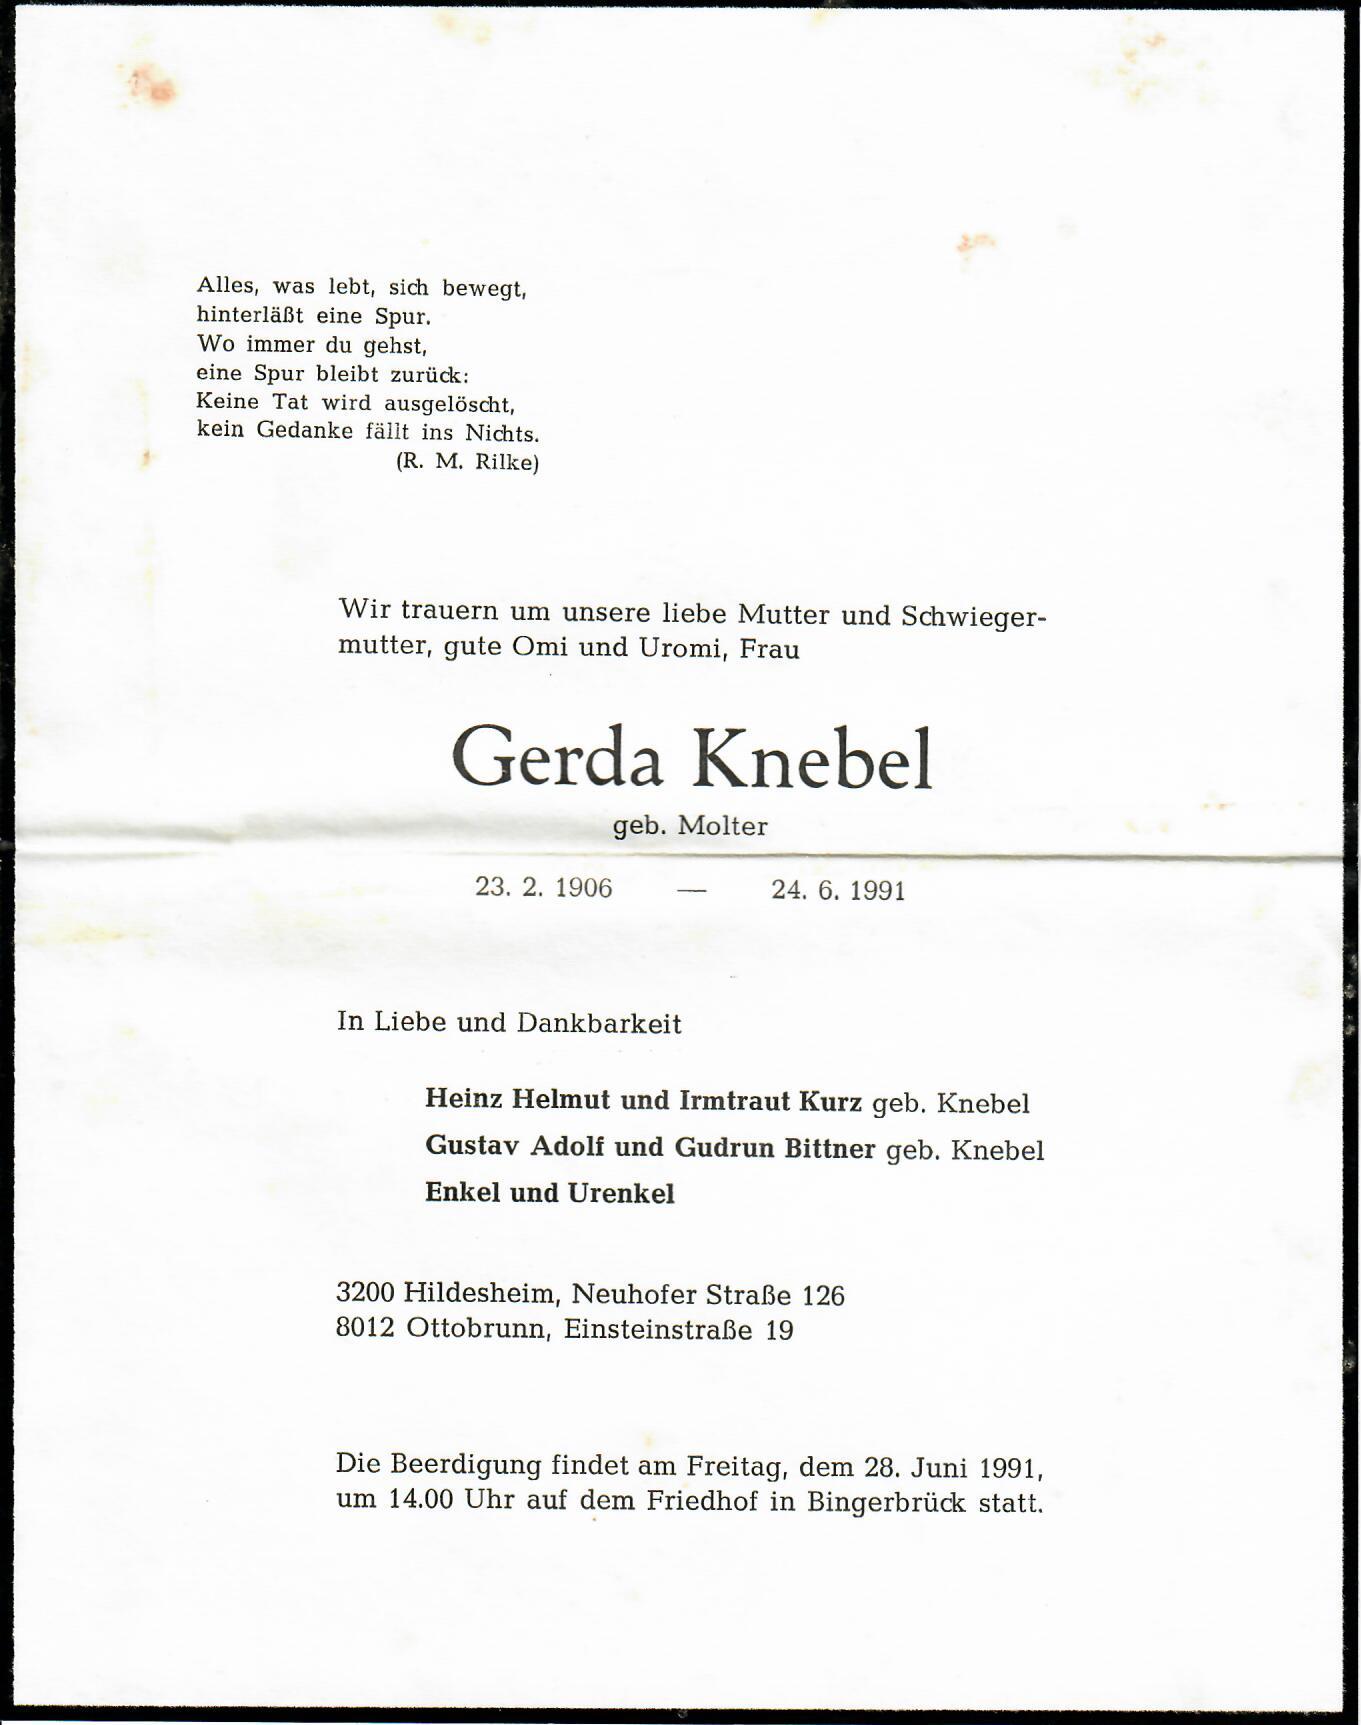 Alles, was lebt, sich bewegt,
hinterläßt eine Spur.
Wo immer du gehst,
eine Spur bleibt zurück:
Keine Tat wird ausgelöscht,
kein Gedanke fällt ins Nichts.
(R. M. Rilke)
Wir trauern um unsere liebe Mutter und Schwieger-
mutter, gute Omi und Uromi, Frau
Gerda Knebel
geb. Molter
23. 2. 1906 — 24. 6. 1991
In Liebe und Dankbarkeit
Heinz Helmut und Irmtraut Kurz geb. Knebel
Gustav Adolf und Gudrun Bittner geb. Knebel
Enkel und Urenkel
3200 Hildesheim, Neuhofer Straße 126
8012 Ottobrunn, Einsteinstraße 19
Die Beerdigung findet am Freitag, dem 28. Juni 1991,
um 14.00 Uhr auf dem Friedhof in Bingerbrück statt.